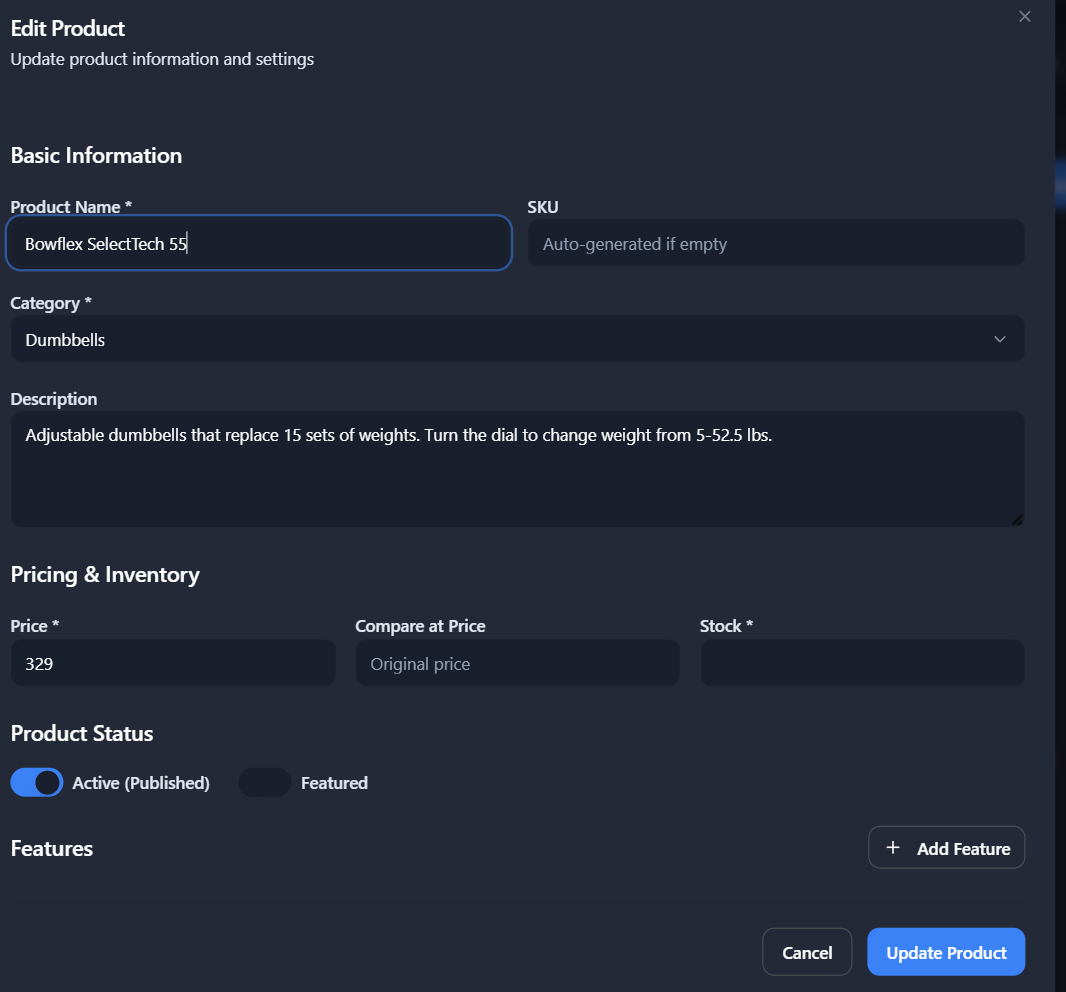 Edit Product
Update product information and settings
Basic Information
Product Name *
Bowflex SelectTech 55
SKU
Auto-generated if empty
Category *
Dumbbells
Description
Adjustable dumbbells that replace 15 sets of weights. Turn the dial to change weight from 5-52.5 lbs.
Pricing & Inventory
Price *
329
Compare at Price
Original price
Stock *
Product Status
Active (Published)
Featured
Features
+ Add Feature
Cancel
Update Product